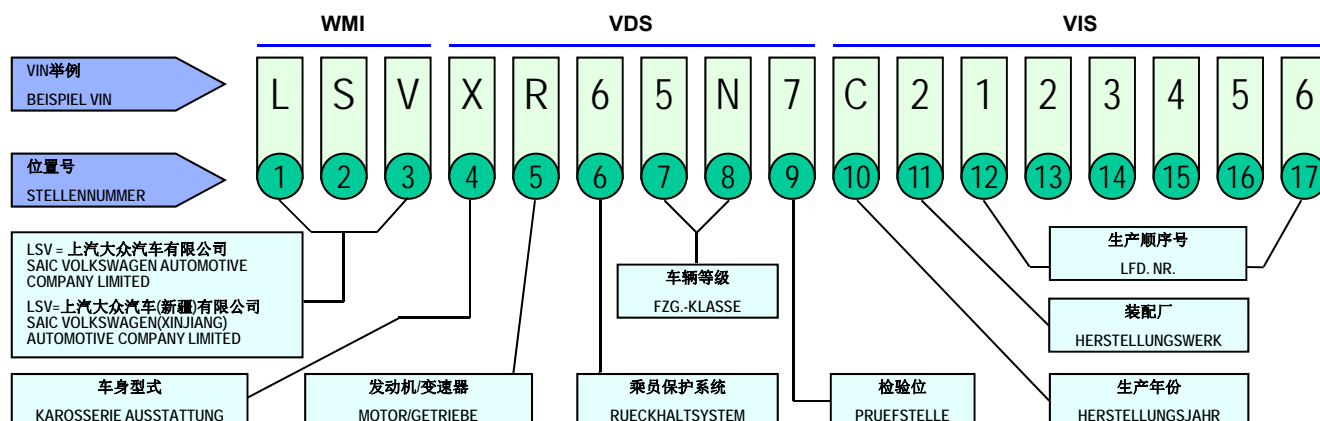 WMI VDS VIS
VIN举例
BEISPIEL VIN
L S V X R 6 5 N 7 C 2 1 2 3 4 5 6
位置号
STELLENNUMMER
1 2 3 4 5 6 7 8 9 10 11 12 13 14 15 16 17
LSV = 上汽大众汽车有限公司
SAIC VOLKSWAGEN AUTOMOTIVE
COMPANY LIMITED
LSV=上汽大众汽车(新疆)有限公司
SAIC VOLKSWAGEN(XINJIANG)
AUTOMOTIVE COMPANY LIMITED
车辆等级
FZG.-KLASSE
生产顺序号
LFD. NR.
装配厂
HERSTELLUNGSWERK
车身型式
KAROSSERIE AUSSTATTUNG
发动机/变速器
MOTOR/GETRIEBE
乘员保护系统
RUECKHALTSYSTEM
检验位
PRUEFSTELLE
生产年份
HERSTELLUNGSJAHR